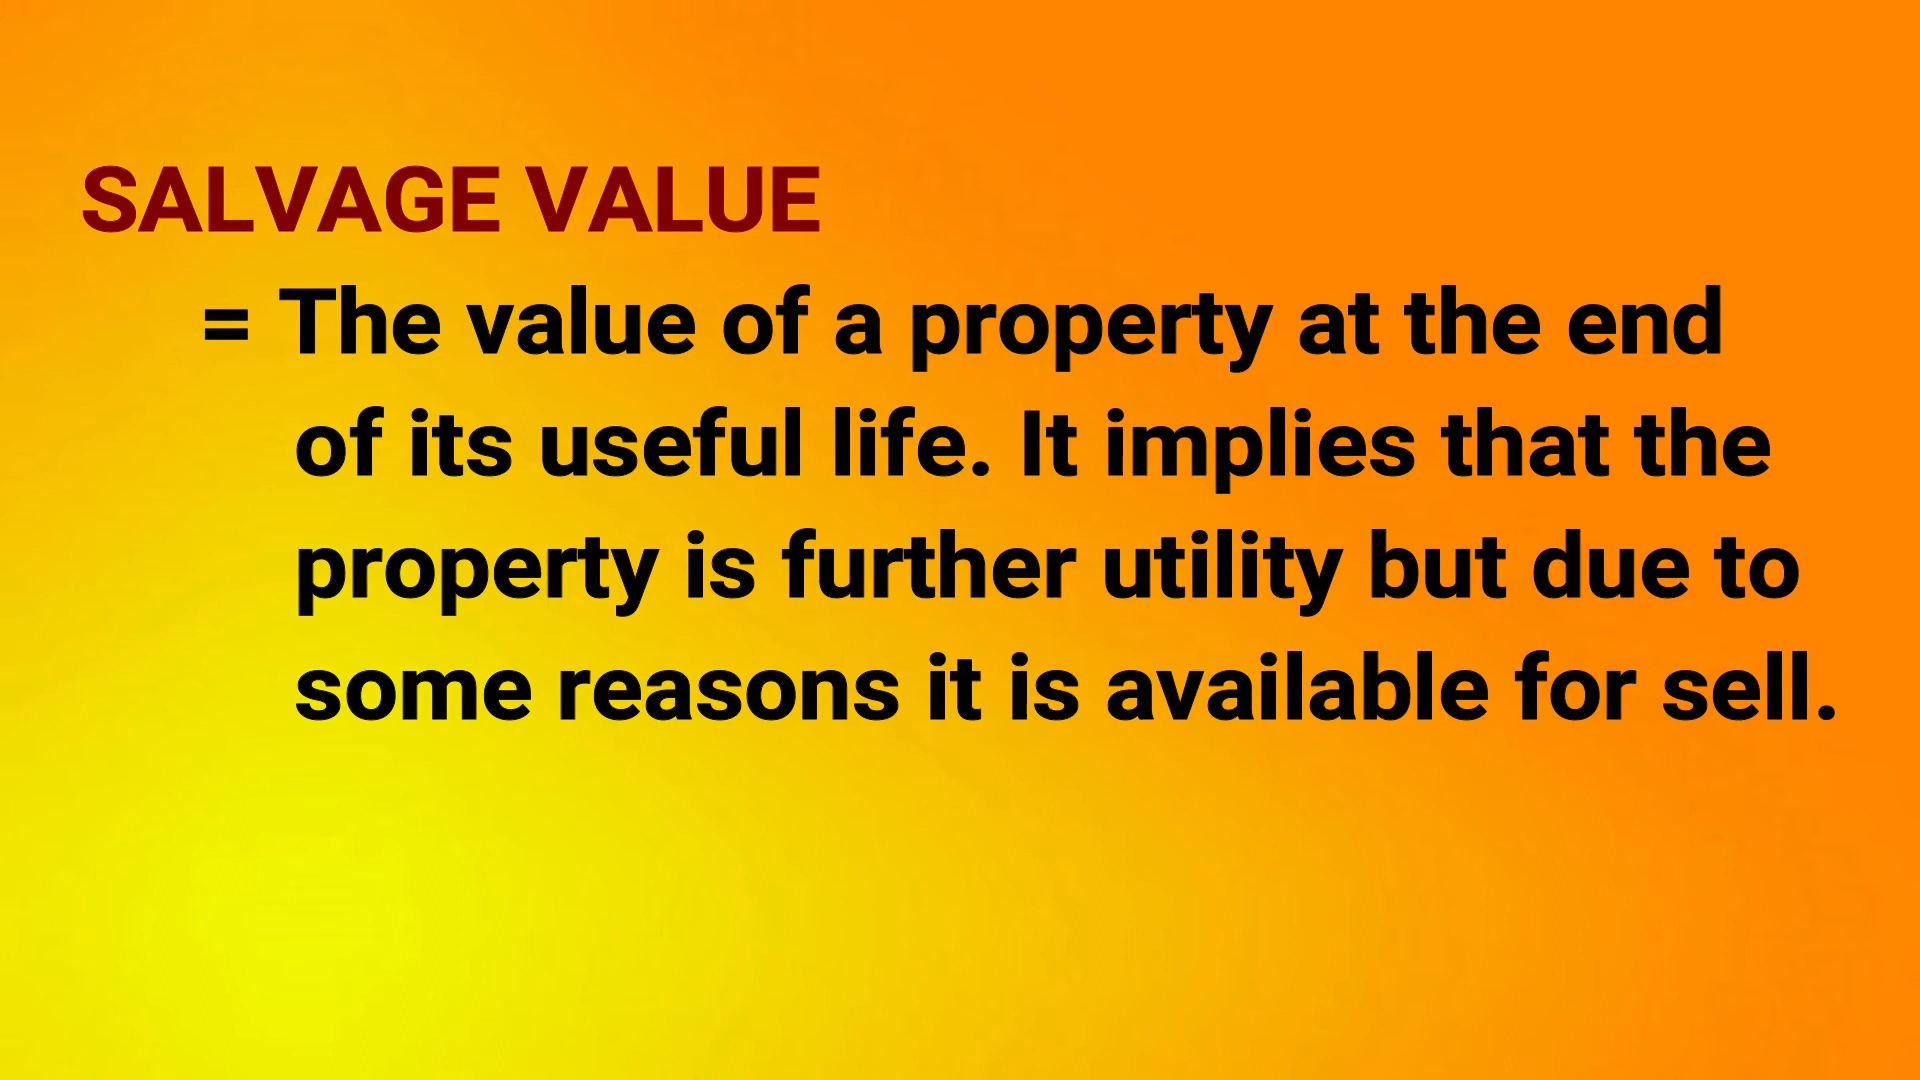 SALVAGE VALUE
= The value of a property at the end
of its useful life. It implies that the
property is further utility but due to
some reasons it is available for sell.